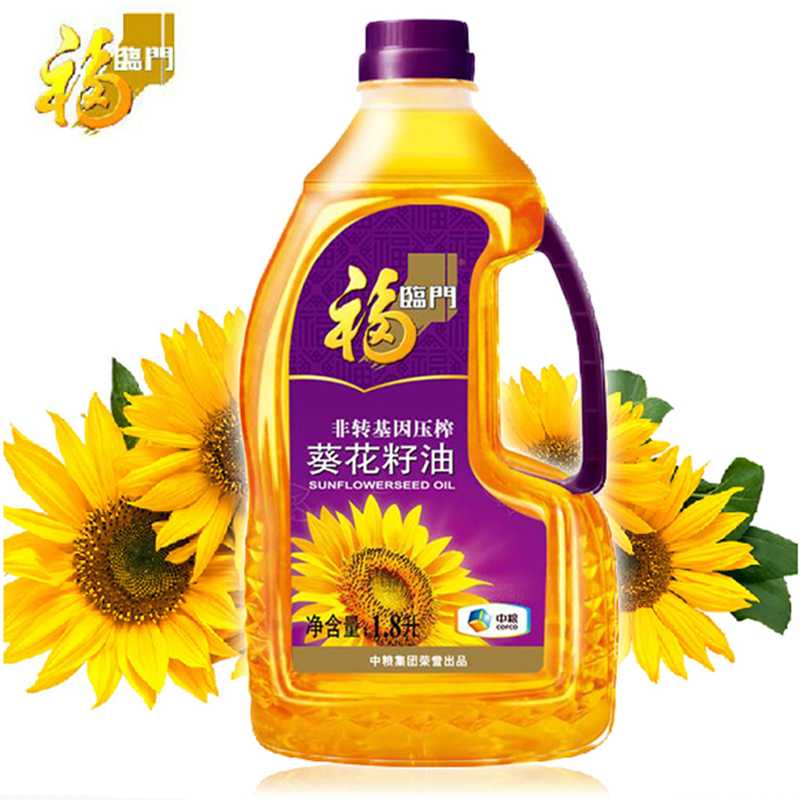 福臨門
福臨門
非转基因压榨
葵花籽油
SUNFLOWERSEED OIL
净含量:1.8升
中粮
COFCO
中粮集团荣誉出品